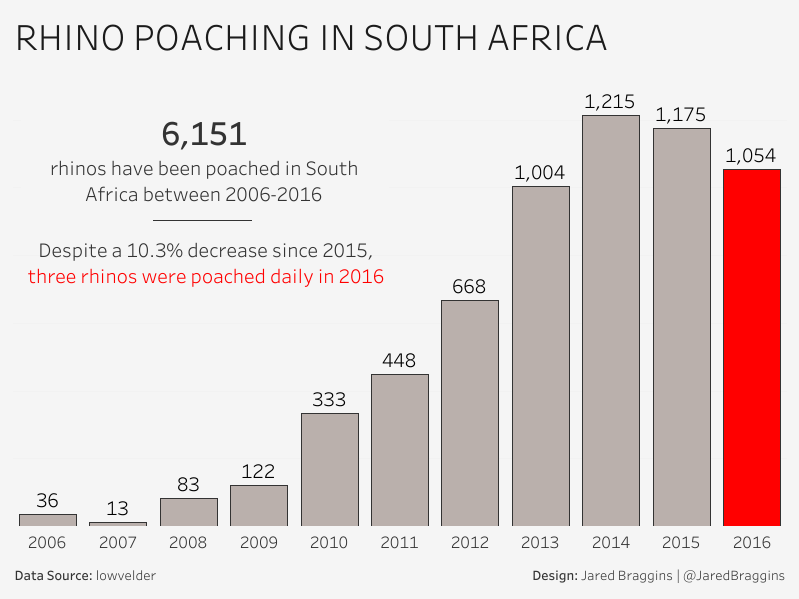 RHINO POACHING IN SOUTH AFRICA
6,151
rhinos have been poached in South
Africa between 2006-2016
Despite a 10.3% decrease since 2015,
three rhinos were poached daily in 2016
36
13
83
122
333
448
668
1,004
1,215
1,175
1,054
2006 2007 2008 2009 2010 2011 2012 2013 2014 2015 2016
Data Source: lowvelder
Design: Jared Braggins | @JaredBraggins